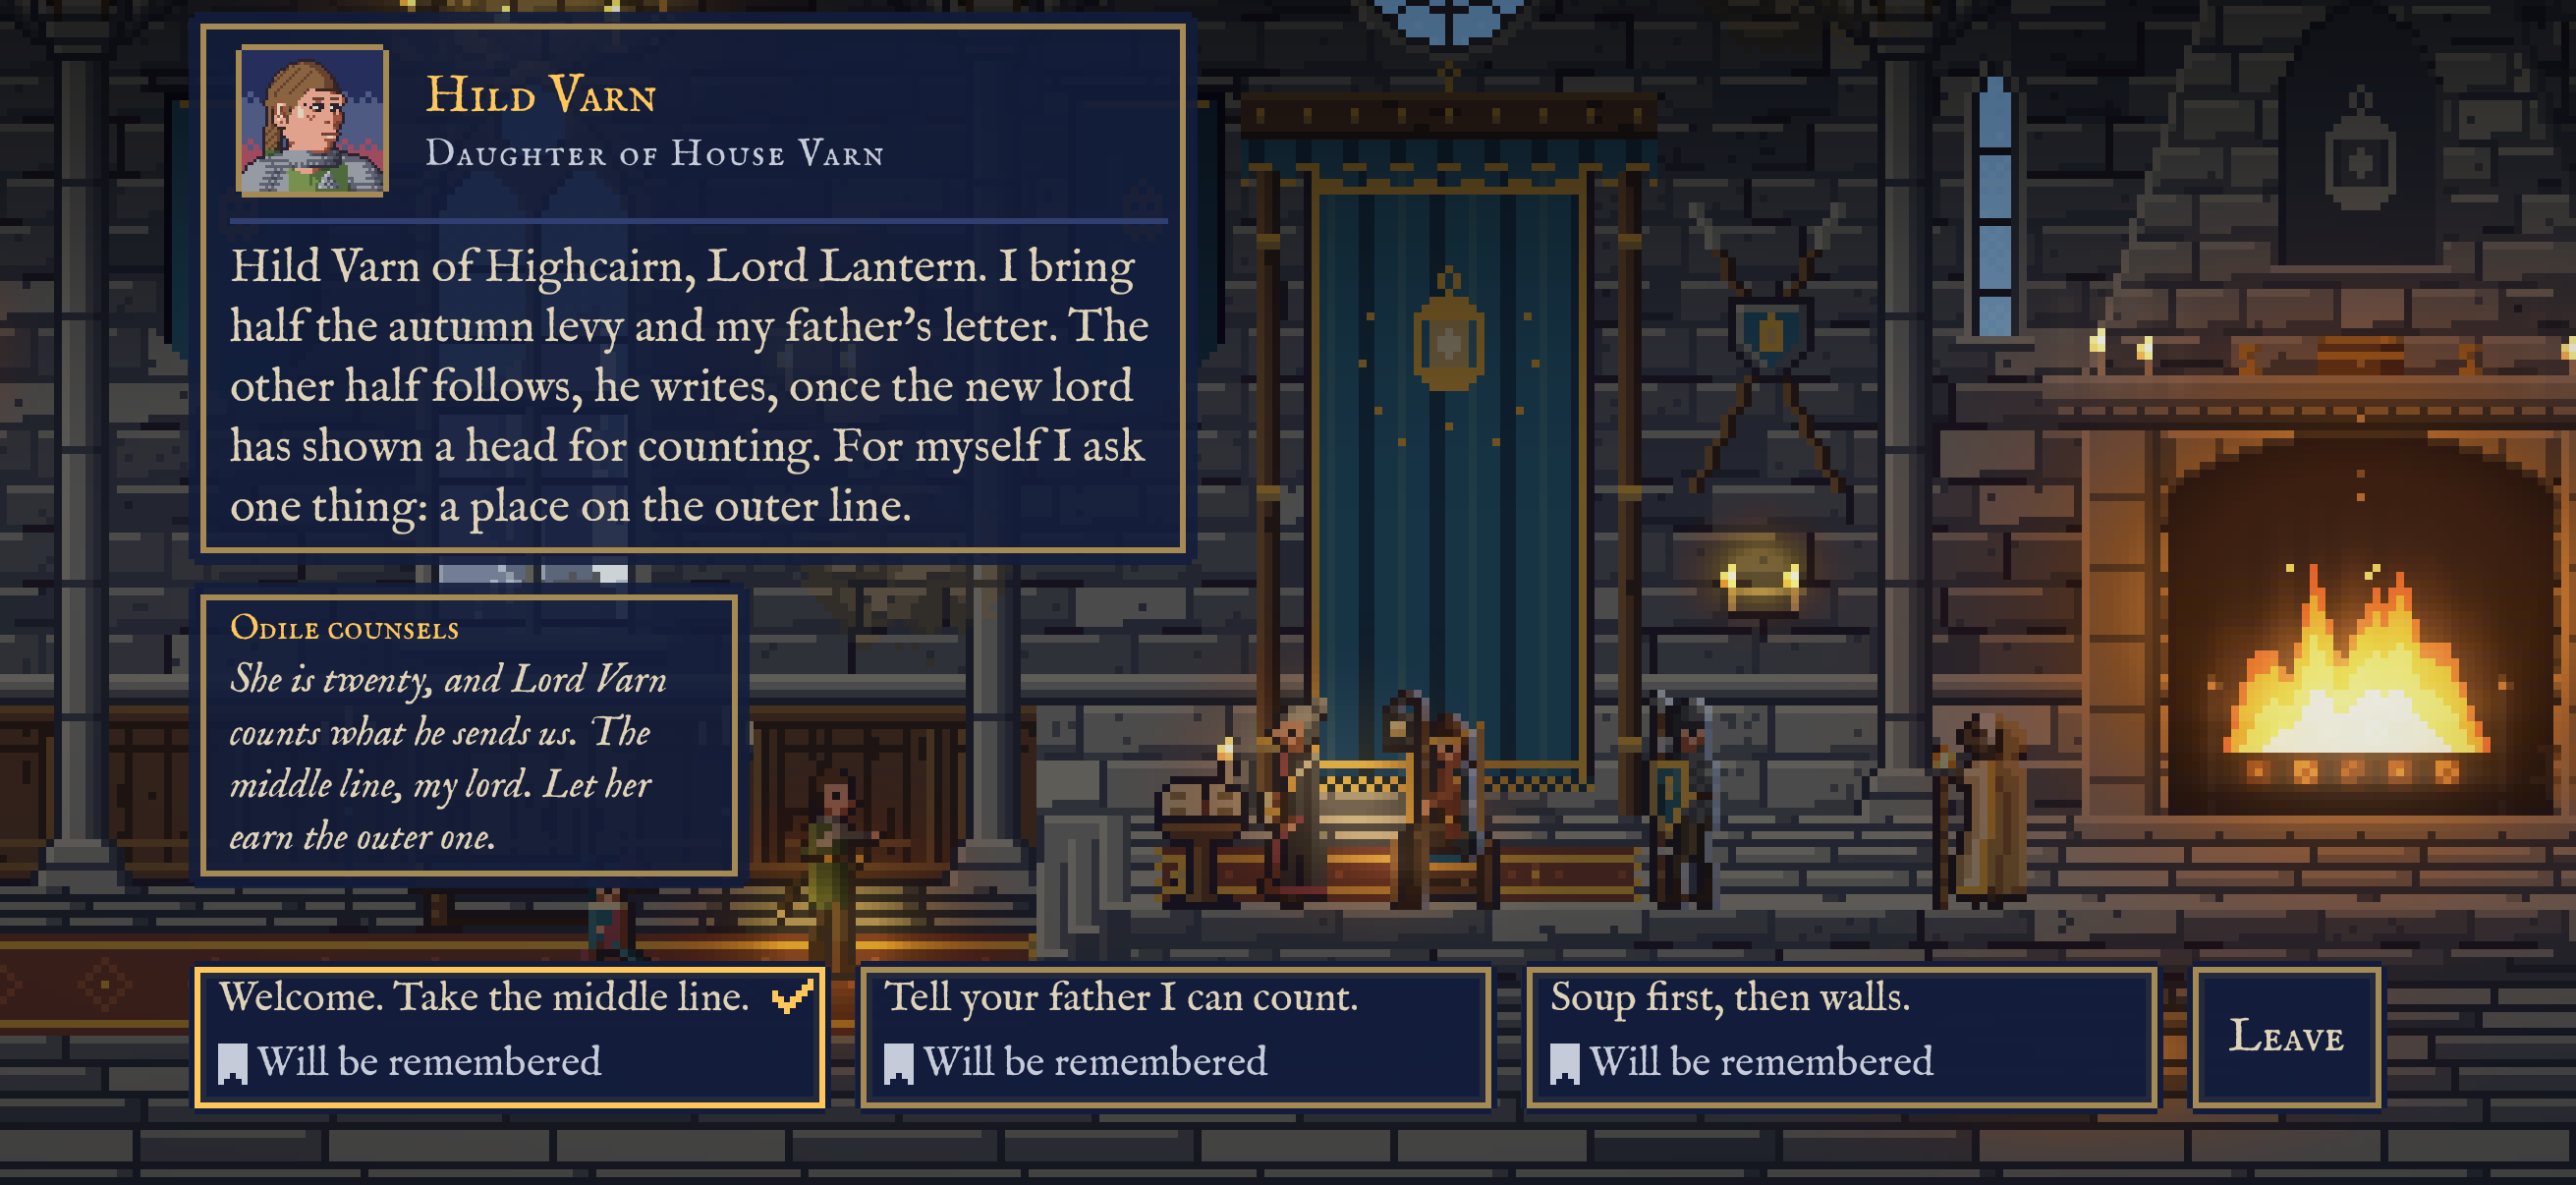 Hild Varn
Daughter of House Varn
Hild Varn of Highcairn, Lord Lantern. I bring
half the autumn levy and my father's letter. The
other half follows, he writes, once the new lord
has shown a head for counting. For myself I ask
one thing: a place on the outer line.
Odile counsels
She is twenty, and Lord Varn
counts what he sends us. The
middle line, my lord. Let her
earn the outer one.
Welcome. Take the middle line.
Will be remembered
Tell your father I can count.
Will be remembered
Soup first, then walls.
Will be remembered
Leave